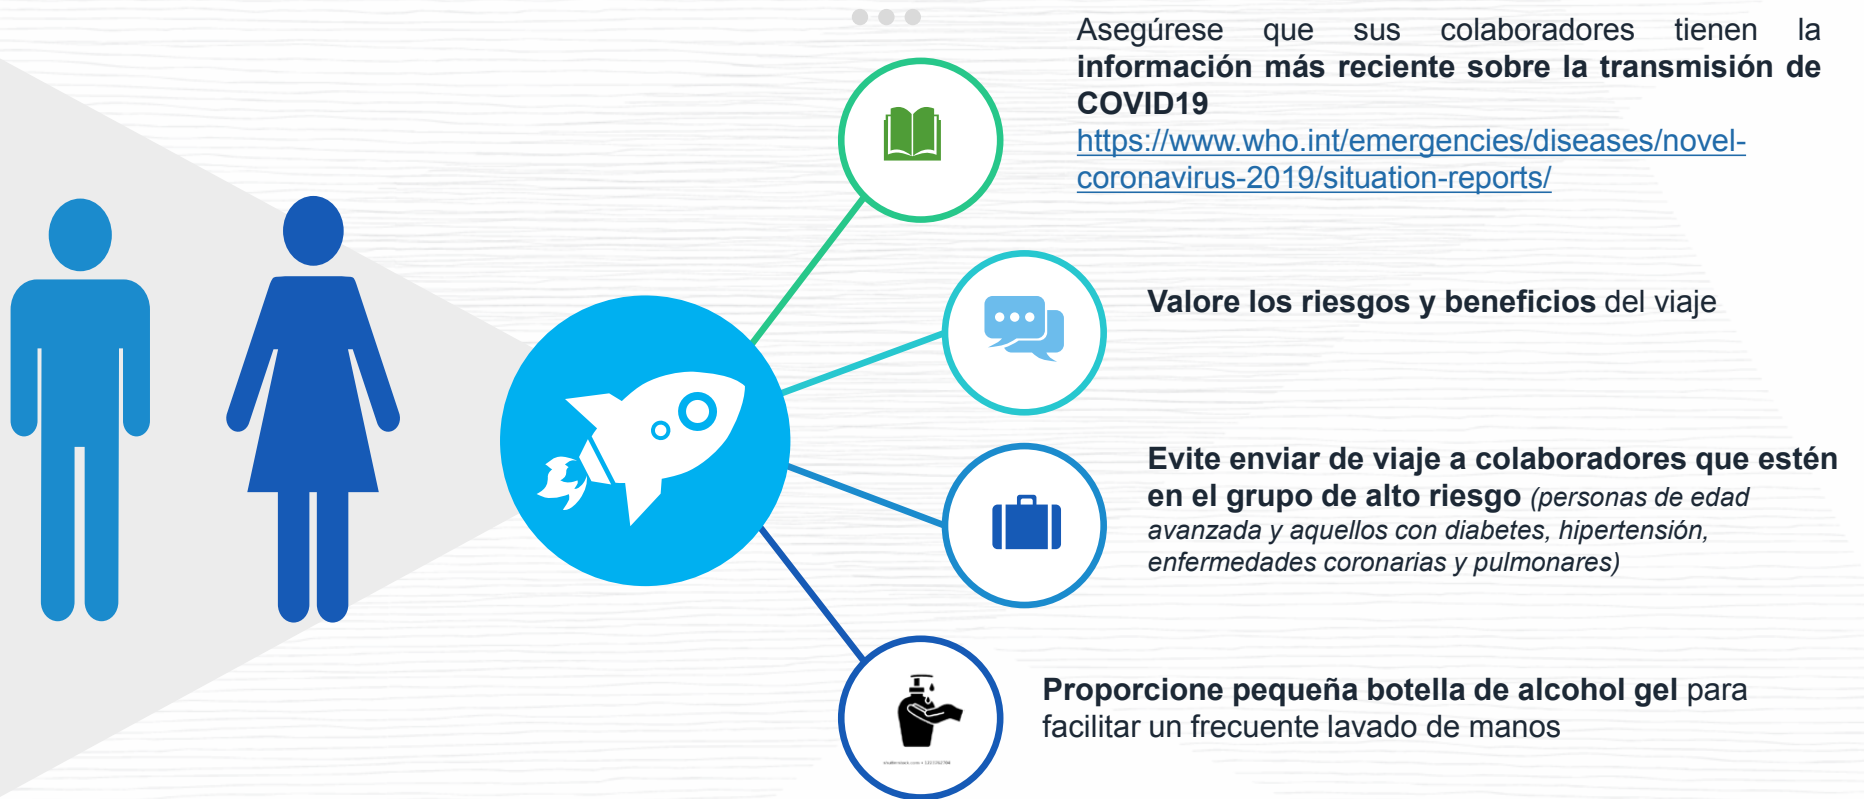 Asegúrese que sus colaboradores tienen la
información más reciente sobre la transmisión de
COVID19
https://www.who.int/emergencies/diseases/novel-
coronavirus-2019/situation-reports/
Valore los riesgos y beneficios del viaje
Evite enviar de viaje a colaboradores que estén
en el grupo de alto riesgo (personas de edad
avanzada y aquellos con diabetes, hipertensión,
enfermedades coronarias y pulmonares)
Proporcione pequeña botella de alcohol gel para
facilitar un frecuente lavado de manos